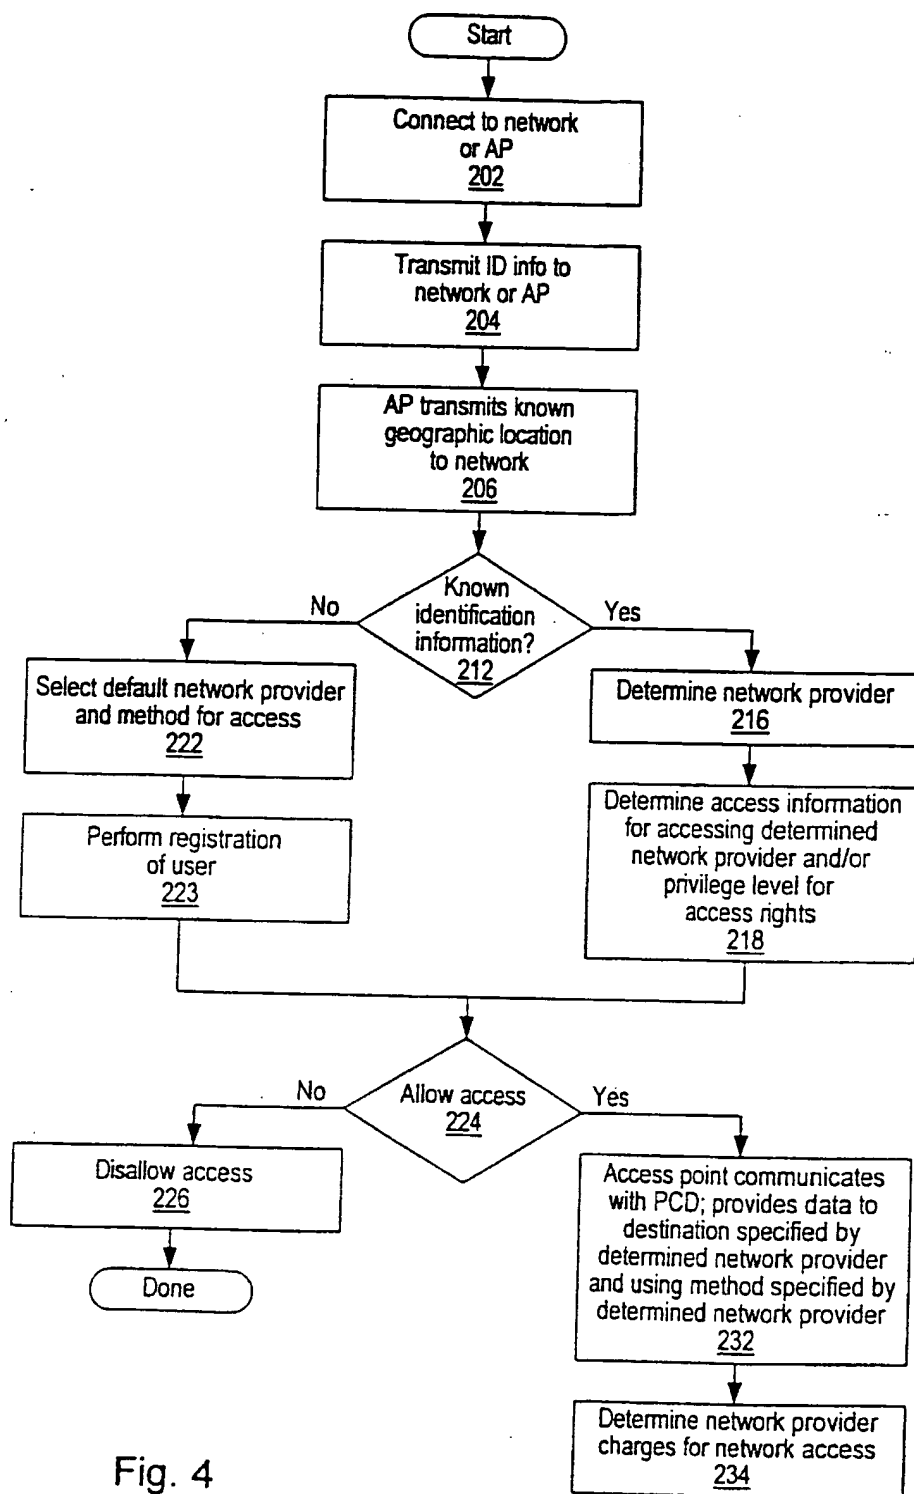 Start
Connect to network
or AP
202
Transmit ID info to
network or AP
204
AP transmits known
geographic location
to network
206
Known
identification
information?
212
No
Yes
Select default network provider
and method for access
222
Determine network provider
216
Perform registration
of user
223
Determine access information
for accessing determined
network provider and/or
privilege level for
access rights
218
Allow access
224
No
Yes
Disallow access
226
Done
Access point communicates
with PCD; provides data to
destination specified by
determined network provider
and using method specified by
determined network provider
232
Determine network provider
charges for network access
234
Fig. 4